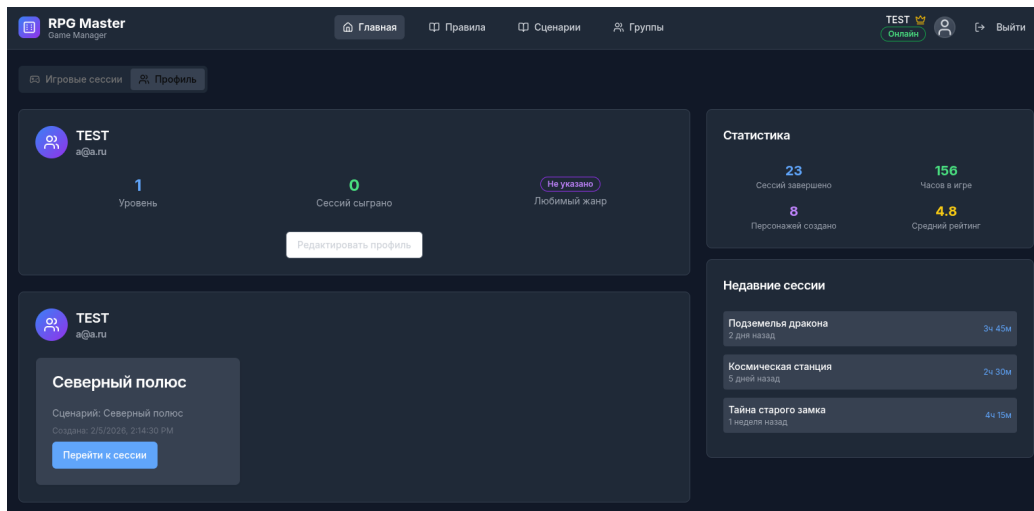 RPG Master
Game Manager
Главная
Правила
Сценарии
Группы
TEST
Онлайн
Выйти
Игровые сессии
Профиль
TEST
a@a.ru
1
Уровень
0
Сессий сыграно
Не указано
Любимый жанр
Редактировать профиль
TEST
a@a.ru
Северный полюс
Сценарий: Северный полюс
Создана: 2/5/2026, 2:14:30 PM
Перейти к сессии
Статистика
23
Сессий завершено
156
Часов в игре
8
Персонажей создано
4.8
Средний рейтинг
Недавние сессии
Подземелья дракона
2 дня назад
3ч 45м
Космическая станция
5 дней назад
2ч 30м
Тайна старого замка
1 неделя назад
4ч 15м